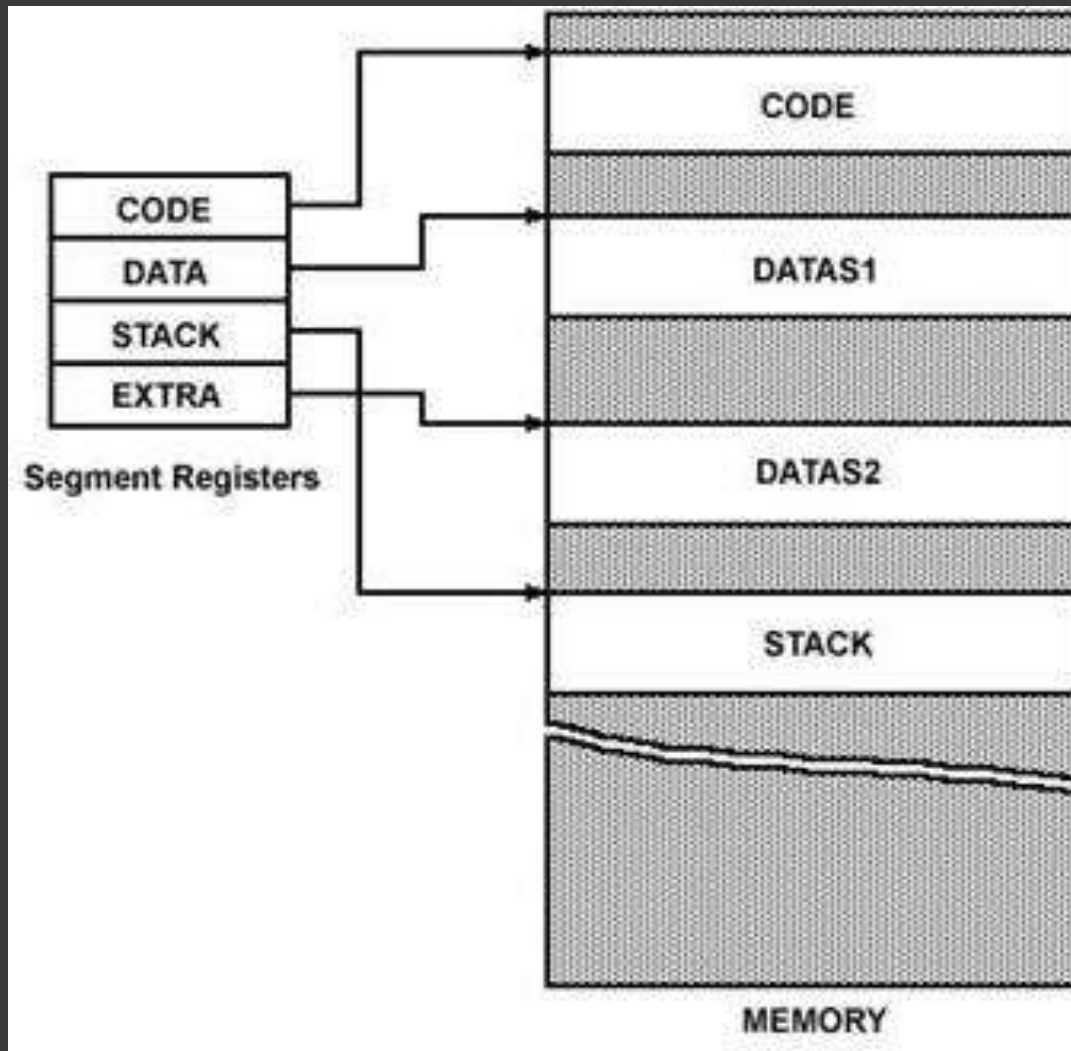 CODE
DATA
STACK
EXTRA
Segment Registers
CODE
DATAS1
DATAS2
STACK
MEMORY